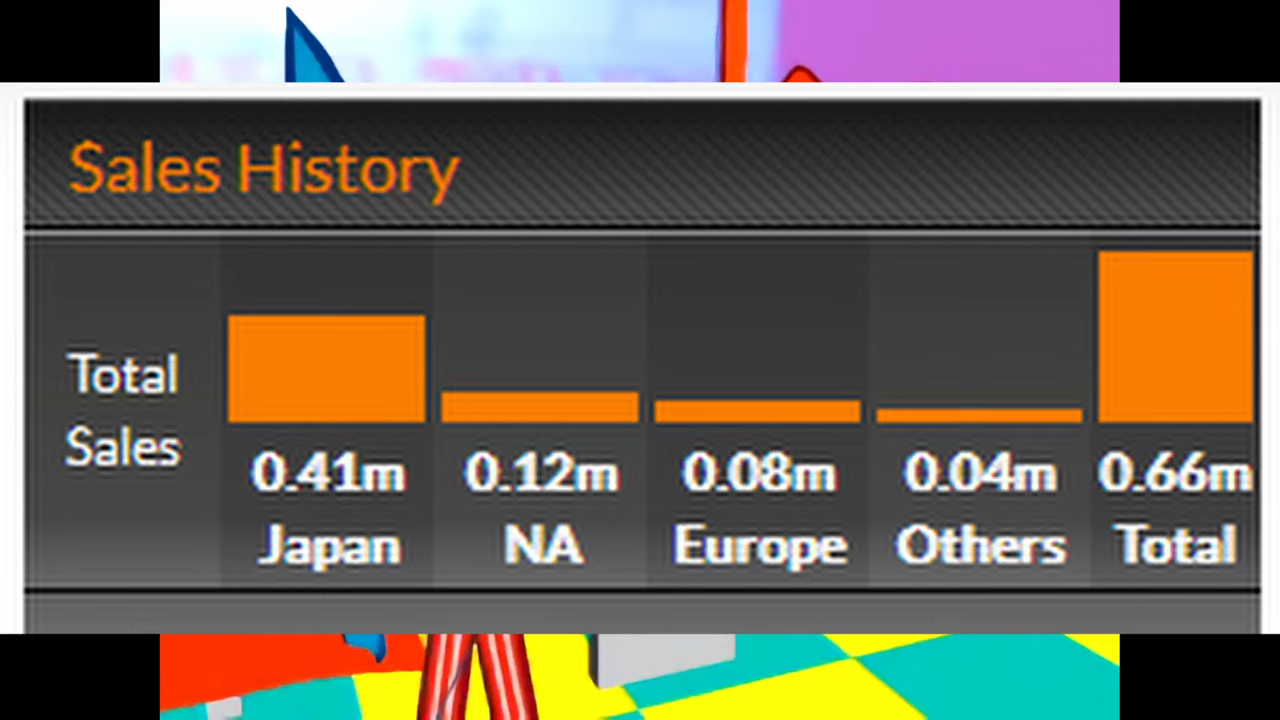 Sales History
Total
Sales
0.41m 0.12m 0.08m 0.04m 0.66m
Japan NA Europe Others Total